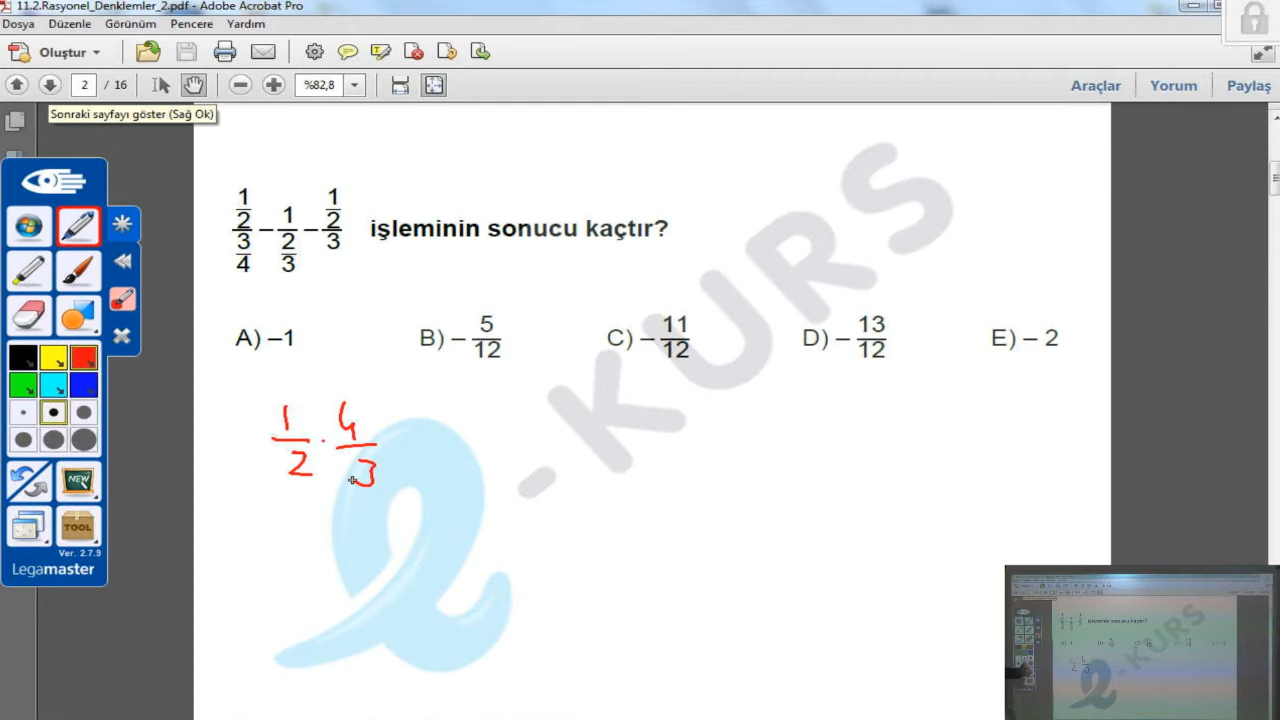 11.2.Rasyonel_Denklemler_2.pdf - Adobe Acrobat Pro
Dosya Düzenle Görünüm Pencere Yardım
Oluştur
2 / 16 %82,8 Araçlar Yorum Paylaş
Sonraki sayfayı göster (Sağ Ok)
1/2/3/4 – 1/2/3 – 1/2/3 işleminin sonucu kaçtır?
A) –1 B) – 5/12 C) – 11/12 D) – 13/12 E) – 2
1/2 · 4/3
e-KURS
NEW
TOOL
Ver. 2.7.9
Legamaster